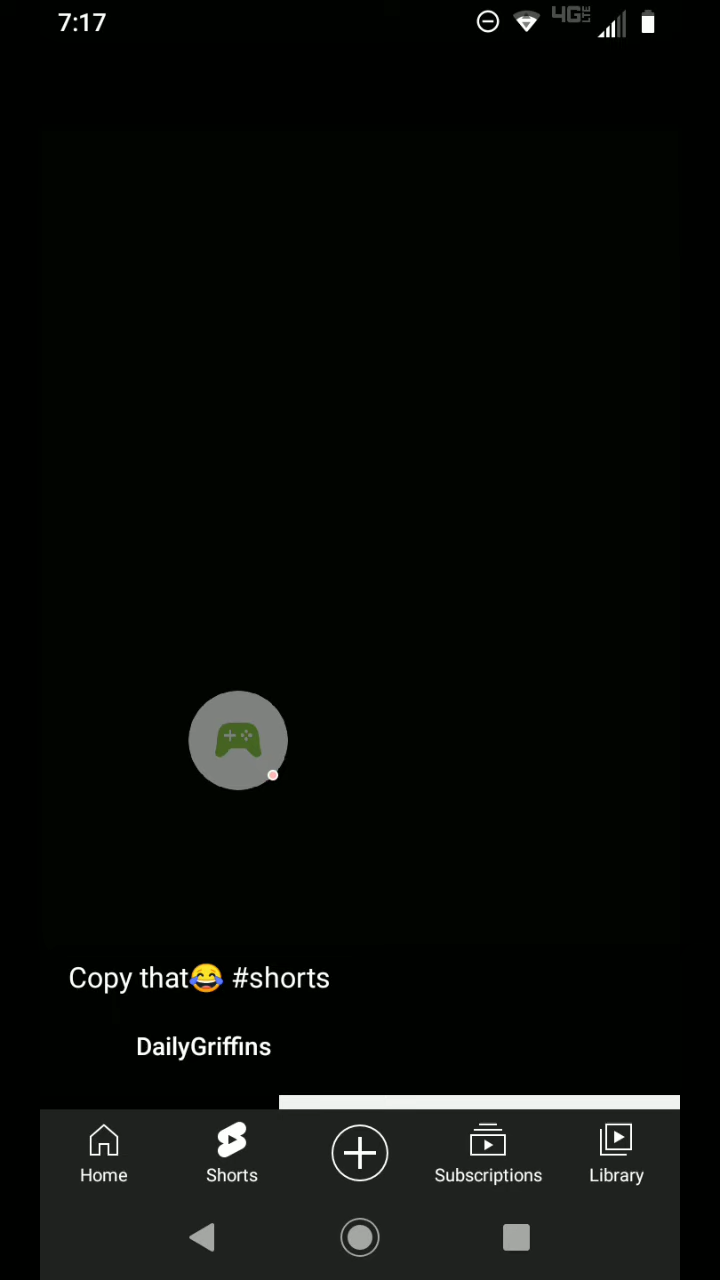 7:17
4G LTE
Copy that😂 #shorts
DailyGriffins
Home
Shorts
Subscriptions
Library